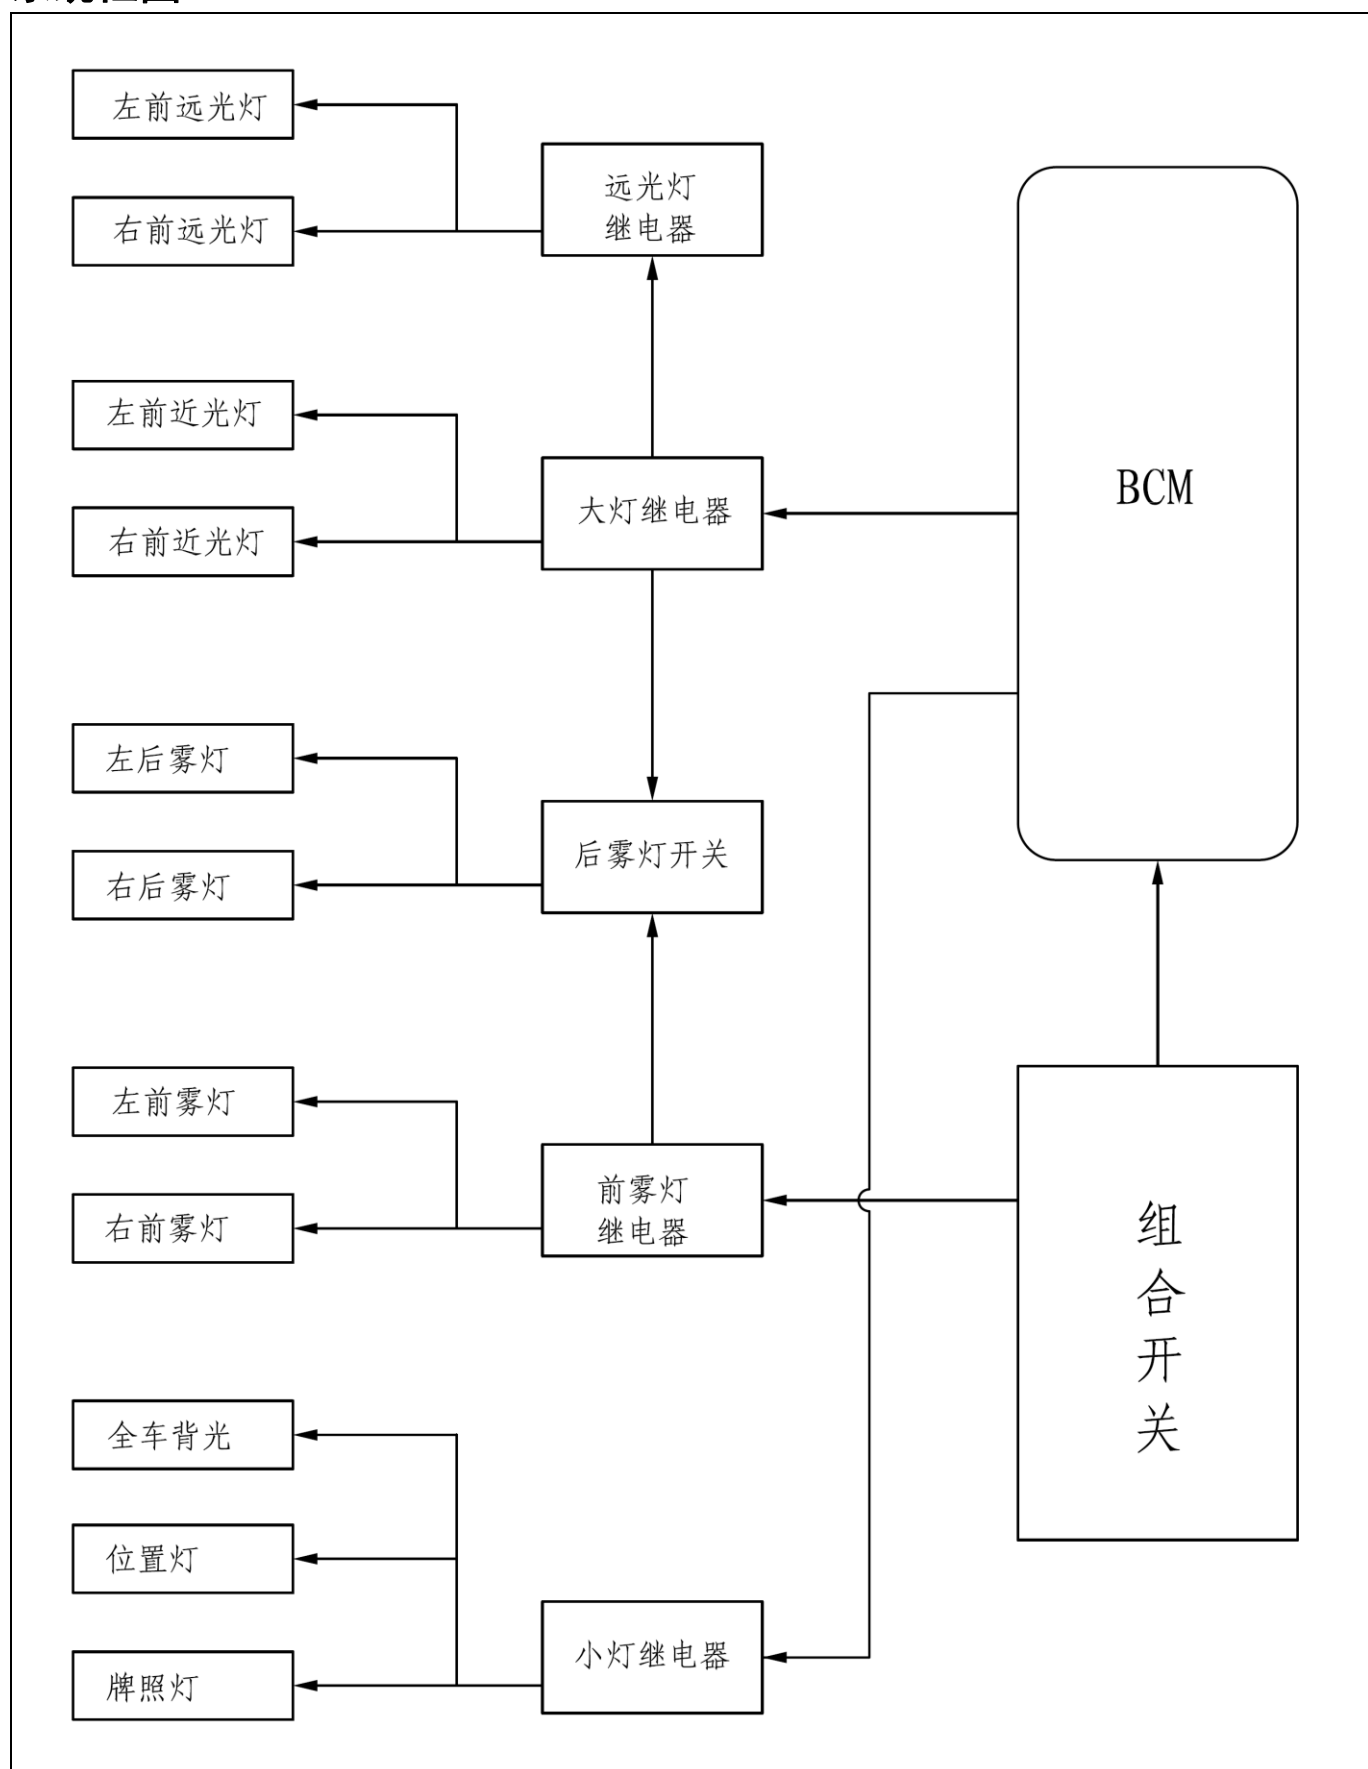 左前远光灯
远光灯
继电器
右前远光灯
左前近光灯
BCM
大灯继电器
右前近光灯
左后雾灯
后雾灯开关
右后雾灯
左前雾灯
前雾灯
继电器
右前雾灯
组
合
开
关
全车背光
位置灯
小灯继电器
牌照灯